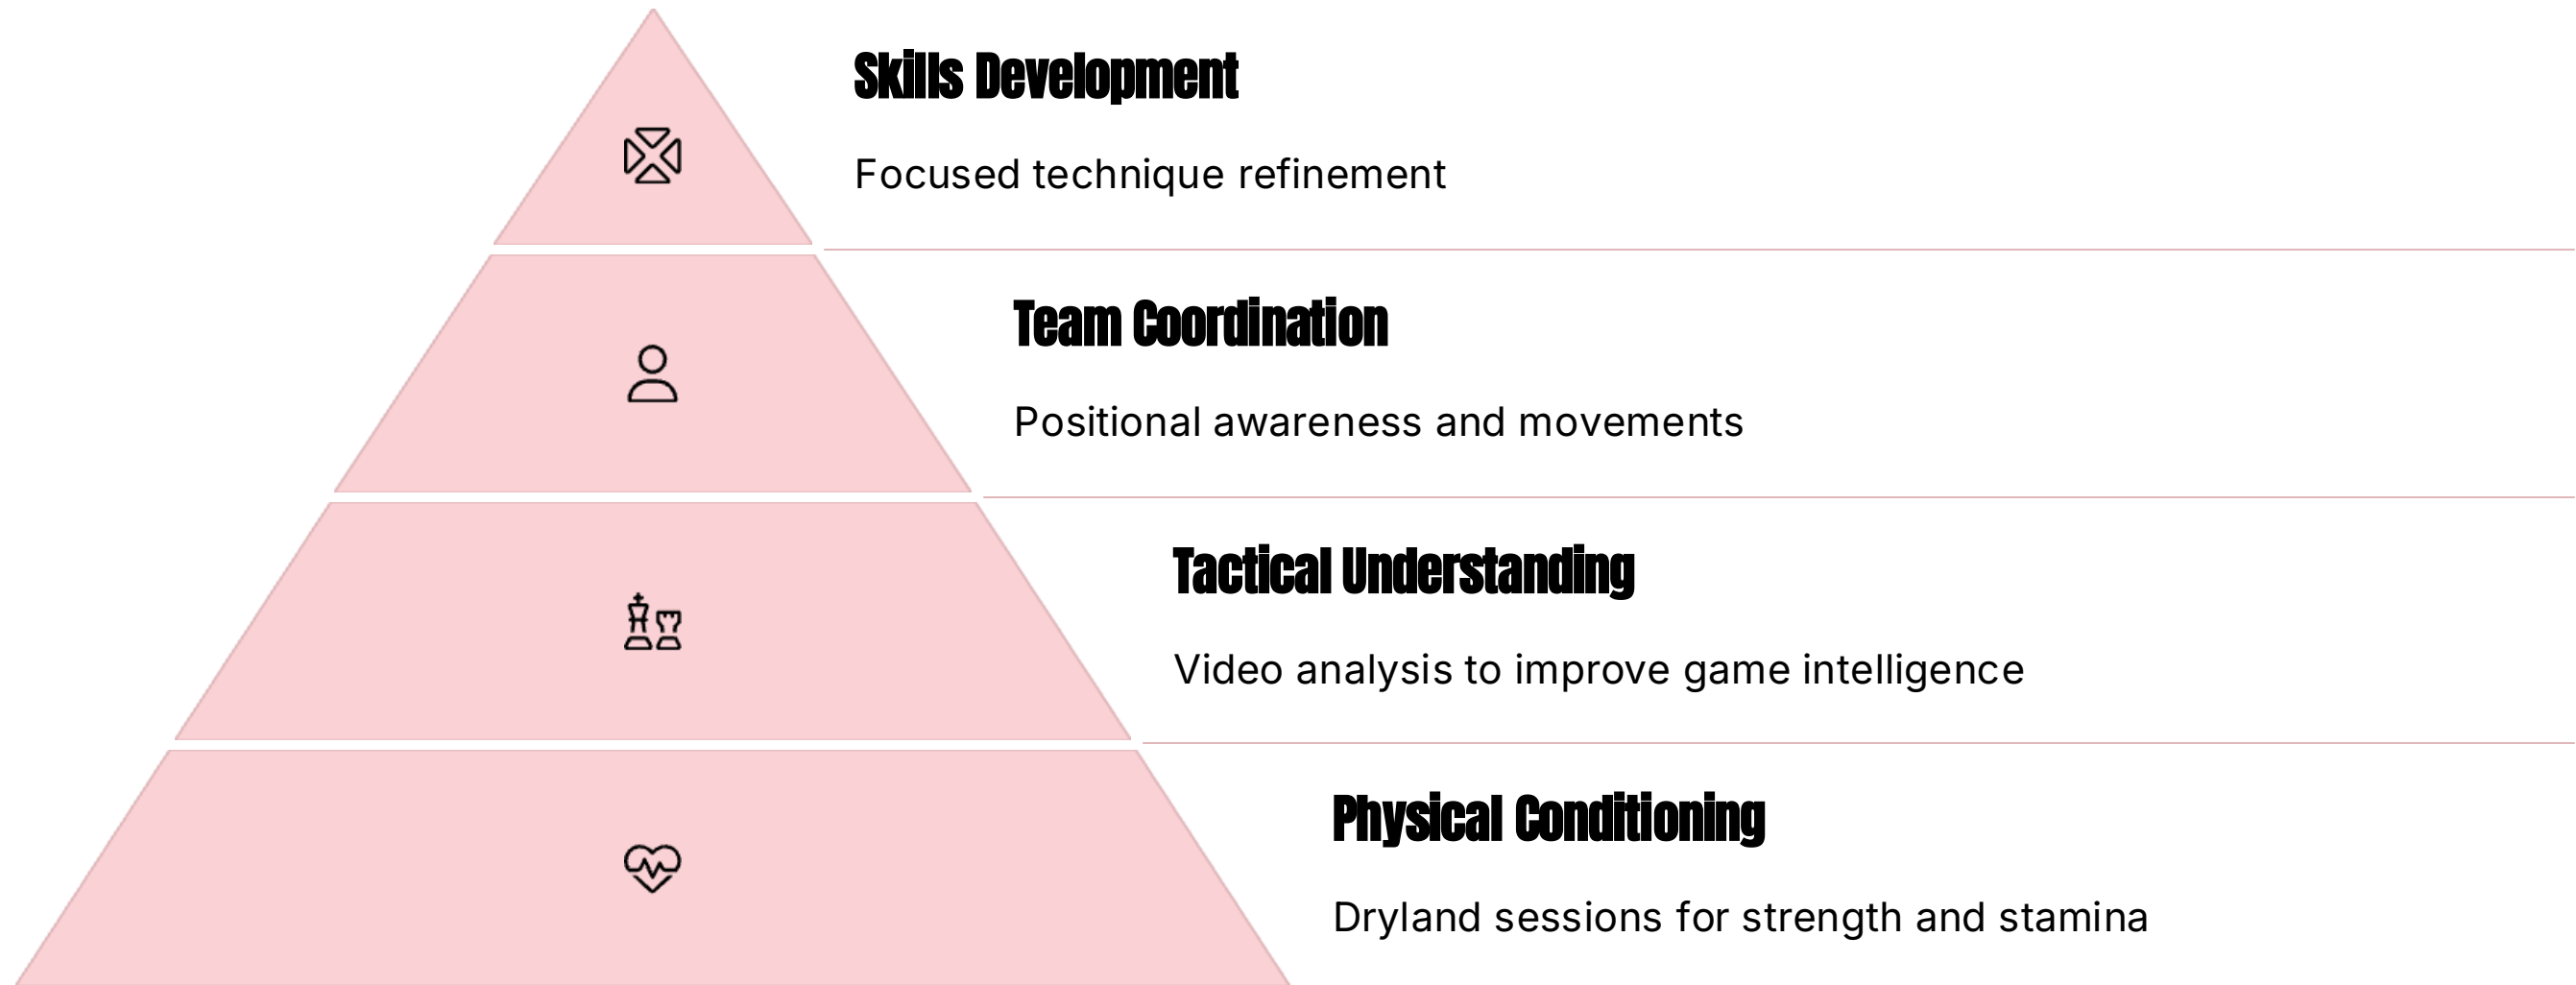 Skills Development
Focused technique refinement
Team Coordination
Positional awareness and movements
Tactical Understanding
Video analysis to improve game intelligence
Physical Conditioning
Dryland sessions for strength and stamina